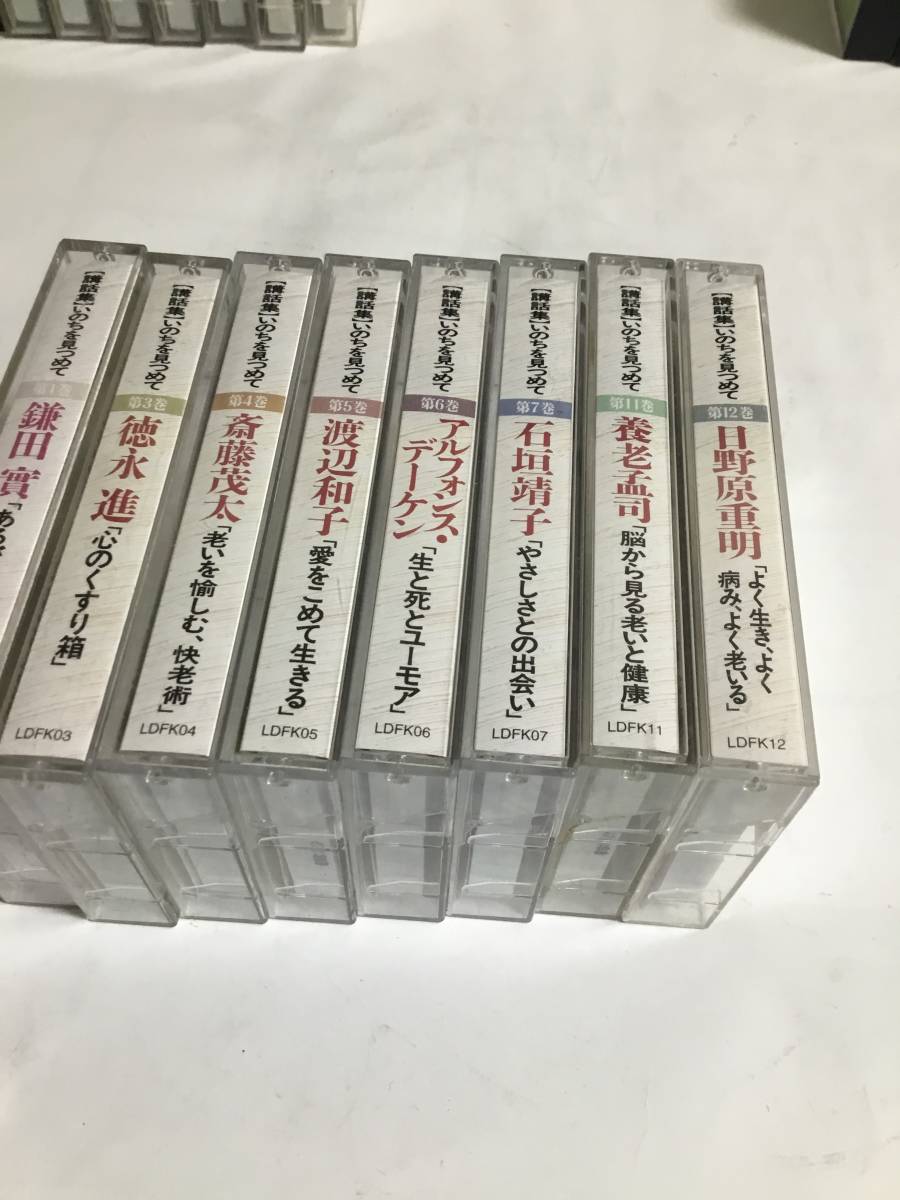 【講話集】いのちを見つめて
第1巻
鎌田 實
【講話集】いのちを見つめて
第3巻
徳永 進
「心のくすり箱」
LDFK03
【講話集】いのちを見つめて
第4巻
斎藤茂太
「老いを愉しむ、快老術」
LDFK04
【講話集】いのちを見つめて
第5巻
渡辺和子
「愛をこめて生きる」
LDFK05
【講話集】いのちを見つめて
第6巻
アルフォンス・
デーケン
「生と死とユーモア」
LDFK06
【講話集】いのちを見つめて
第7巻
石垣靖子
「やさしさとの出会い」
LDFK07
【講話集】いのちを見つめて
第11巻
養老孟司
「脳から見る老いと健康」
LDFK11
【講話集】いのちを見つめて
第12巻
日野原重明
「よく生き、よく
病み、よく老いる」
LDFK12